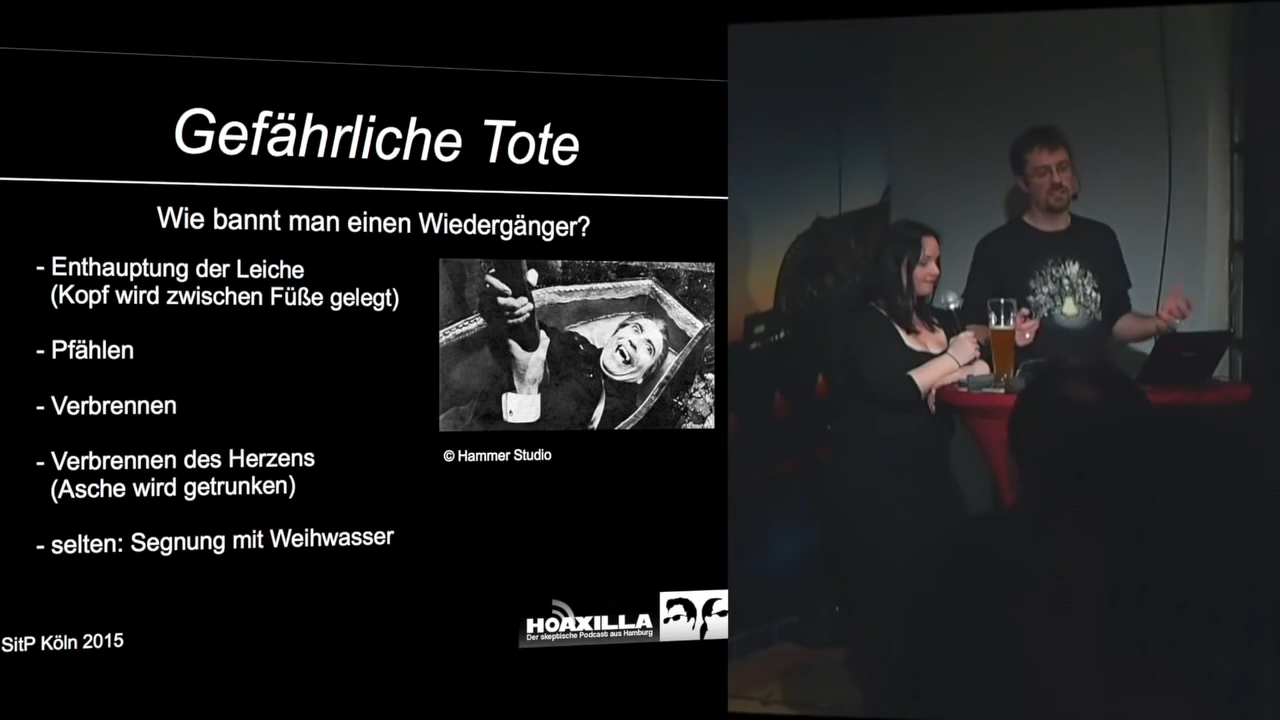 Gefährliche Tote
Wie bannt man einen Wiedergänger?
- Enthauptung der Leiche
(Kopf wird zwischen Füße gelegt)
- Pfählen
- Verbrennen
- Verbrennen des Herzens
(Asche wird getrunken)
- selten: Segnung mit Weihwasser
© Hammer Studio
HOAXILLA
Der skeptische Podcast aus Hamburg
SitP Köln 2015